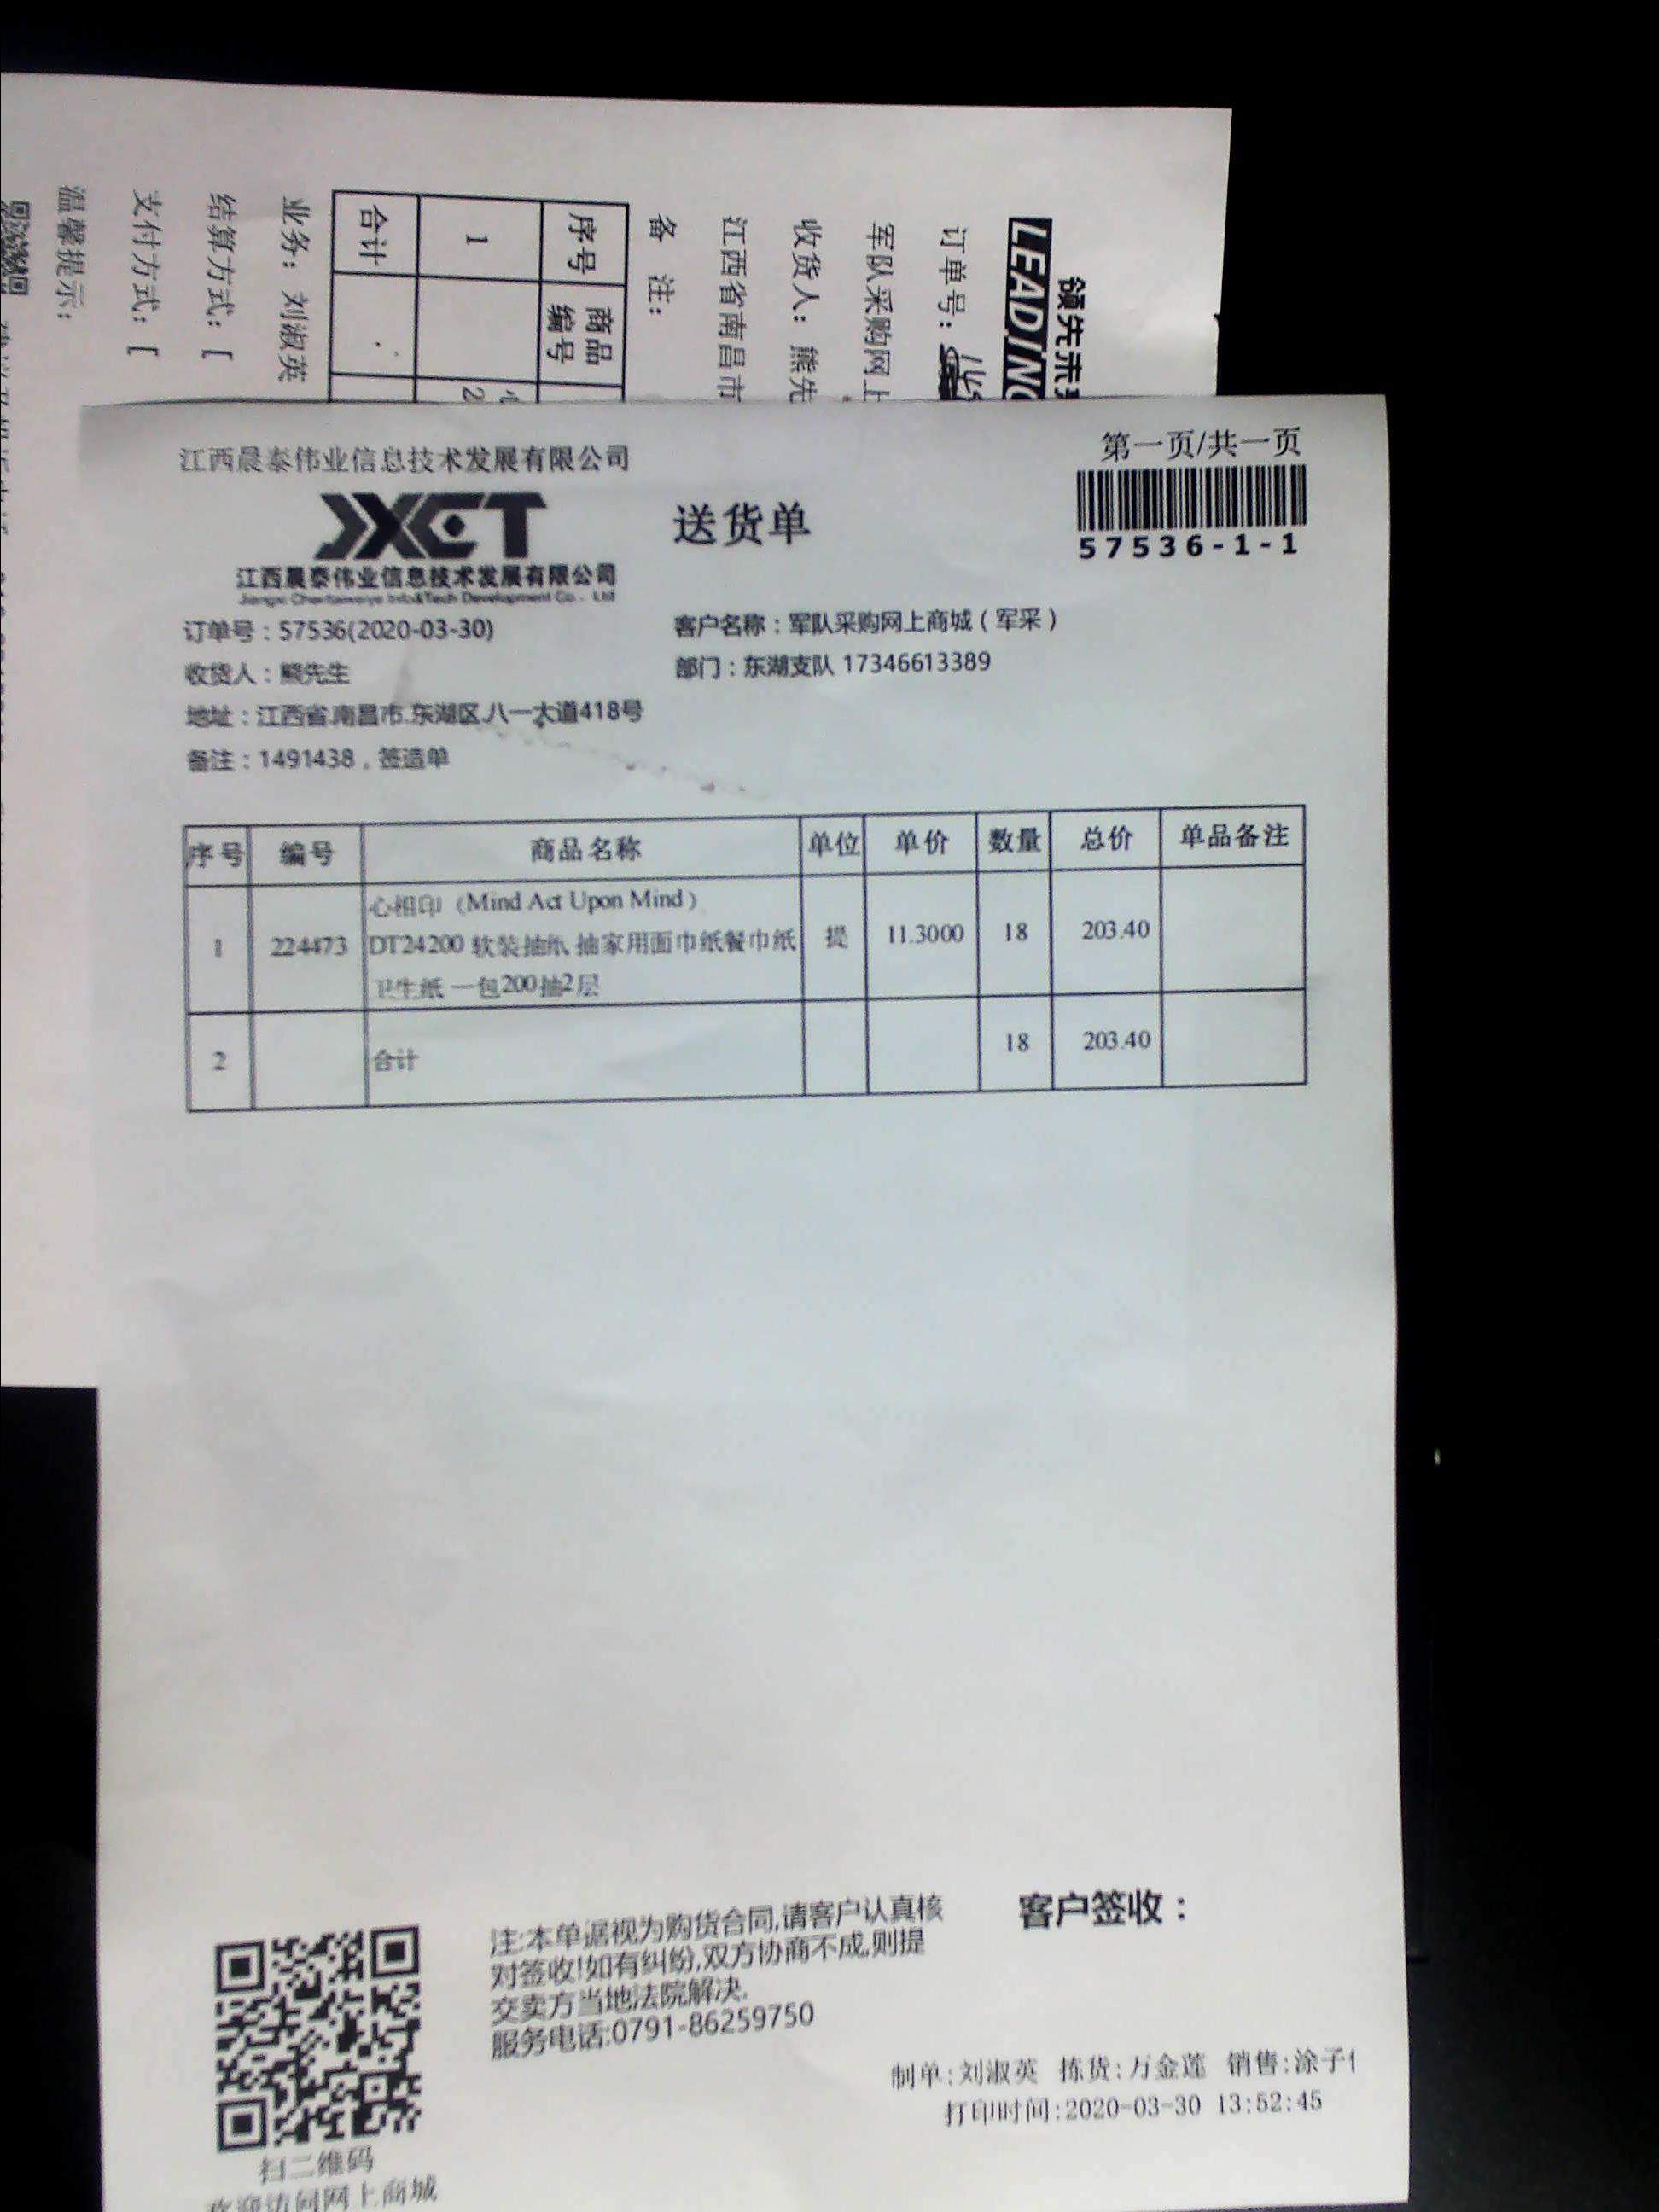 领先未
LEADING
订单号：
军队采购网上
收货人：熊先
江西省南昌市
备 注：
序号 商品编号
1
合计
业务：刘淑英
结算方式：[
支付方式：[
温馨提示：
江西晨泰伟业信息技术发展有限公司
第一页/共一页
JXCT
送货单
57536-1-1
江西晨泰伟业信息技术发展有限公司
订单号：57536(2020-03-30)
客户名称：军队采购网上商城（军采）
收货人：熊先生
部门：东湖支队 17346613389
地址：江西省.南昌市.东湖区.八一大道418号
备注：1491438，签造单
序号 编号 商品名称 单位 单价 数量 总价 单品备注
心相印（Mind Act Upon Mind）
1 224473 DT24200 软装抽纸 抽家用面巾纸餐巾纸 提 11.3000 18 203.40
卫生纸 一包200抽2层
2 合计 18 203.40
注:本单据视为购货合同,请客户认真核
对签收!如有纠纷,双方协商不成,则提
交卖方当地法院解决.
服务电话:0791-86259750
客户签收：
制单:刘淑英 拣货:万金莲 销售:涂子
打印时间:2020-03-30 13:52:45
扫二维码
欢迎访问网上商城